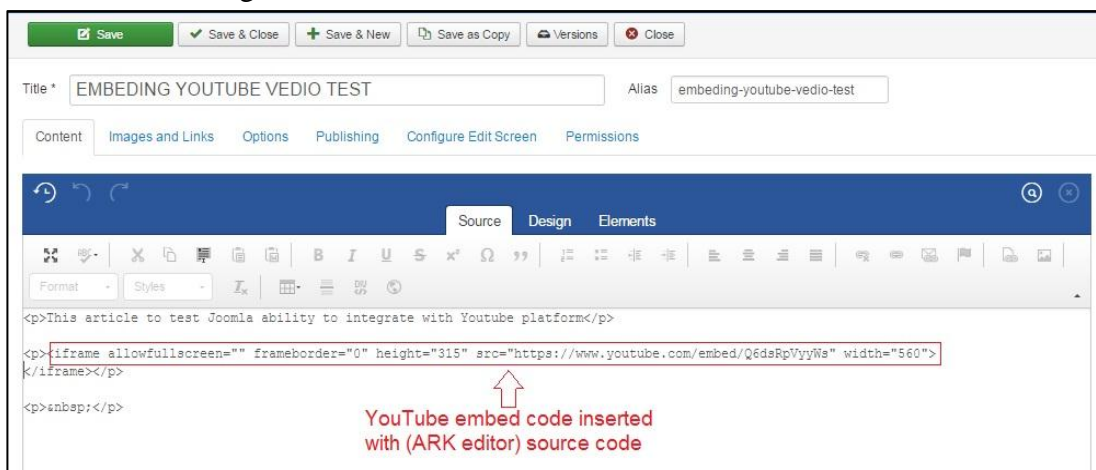 Save Save & Close Save & New Save as Copy Versions Close
Title * EMBEDING YOUTUBE VEDIO TEST Alias embeding-youtube-vedio-test
Content Images and Links Options Publishing Configure Edit Screen Permissions
Source Design Elements
B I U S x² Ω ”
Format Styles Ix DIV
<p>This article to test Joomla ability to integrate with Youtube platform</p>
<p><iframe allowfullscreen="" frameborder="0" height="315" src="https://www.youtube.com/embed/Q6dsRpVyyWs" width="560">
</iframe></p>
<p>&nbsp;</p>
YouTube embed code inserted
with (ARK editor) source code